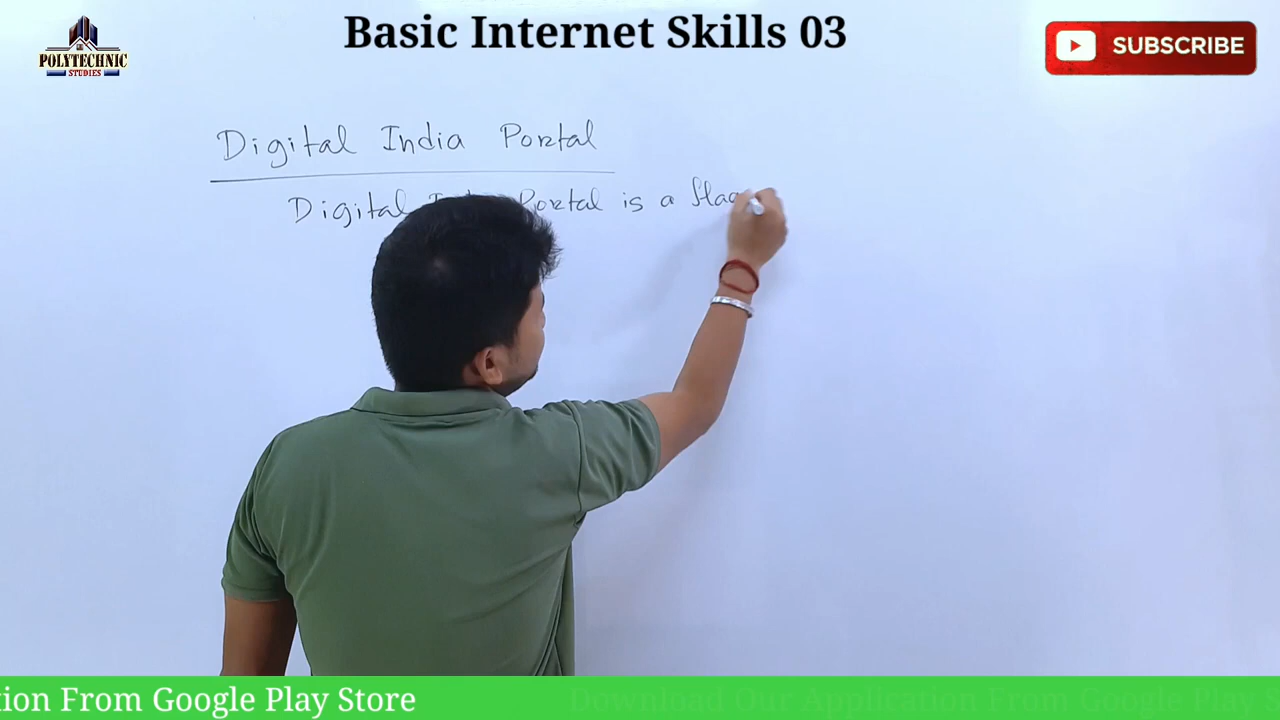 Basic Internet Skills 03
POLYTECHNIC
STUDIES
SUBSCRIBE
Digital India Portal
Digital Portal is a
tion From Google Play Store
Download Our Application From Google Play S